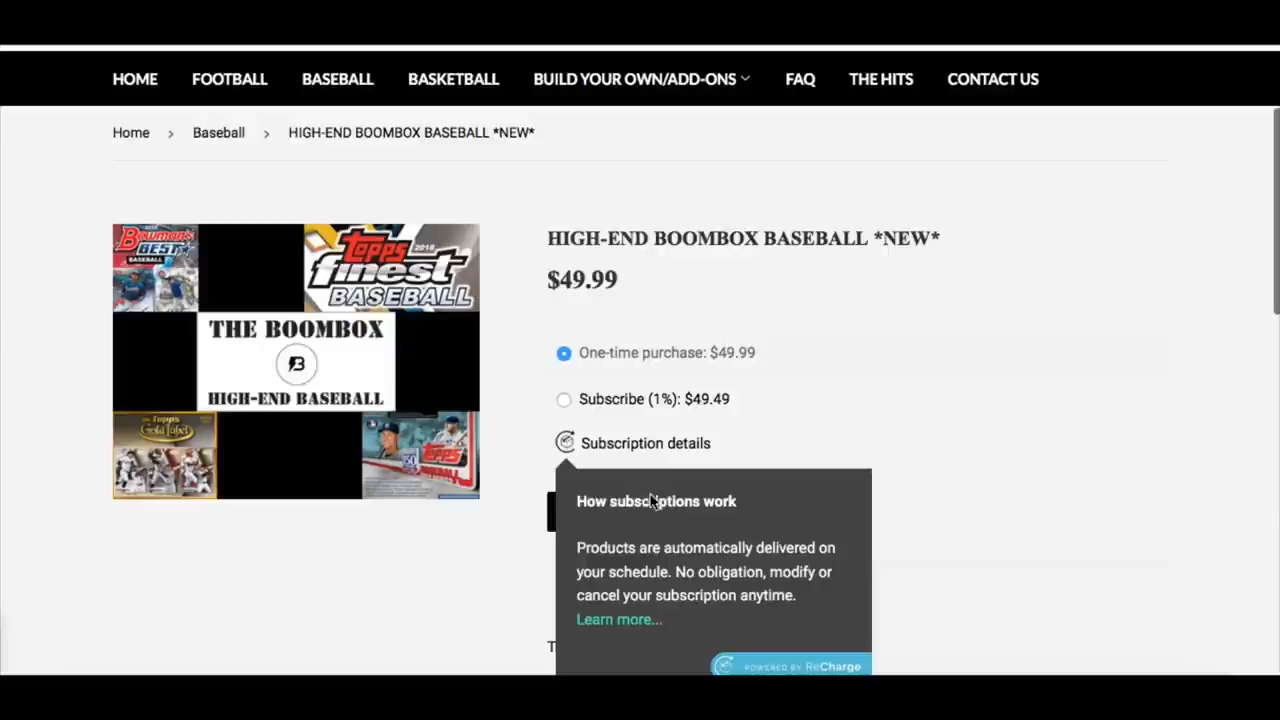 HOME FOOTBALL BASEBALL BASKETBALL BUILD YOUR OWN/ADD-ONS FAQ THE HITS CONTACT US
Home > Baseball > HIGH-END BOOMBOX BASEBALL *NEW*
BOWMAN'S
BEST
BASEBALL
TOPPS
2018
finest
BASEBALL
THE BOOMBOX
B
HIGH-END BASEBALL
Topps
Gold Label
TOPPS
HIGH-END BOOMBOX BASEBALL *NEW*
$49.99
One-time purchase: $49.99
Subscribe (1%): $49.49
Subscription details
How subscriptions work
Products are automatically delivered on
your schedule. No obligation, modify or
cancel your subscription anytime.
Learn more...
T
POWERED BY ReCharge